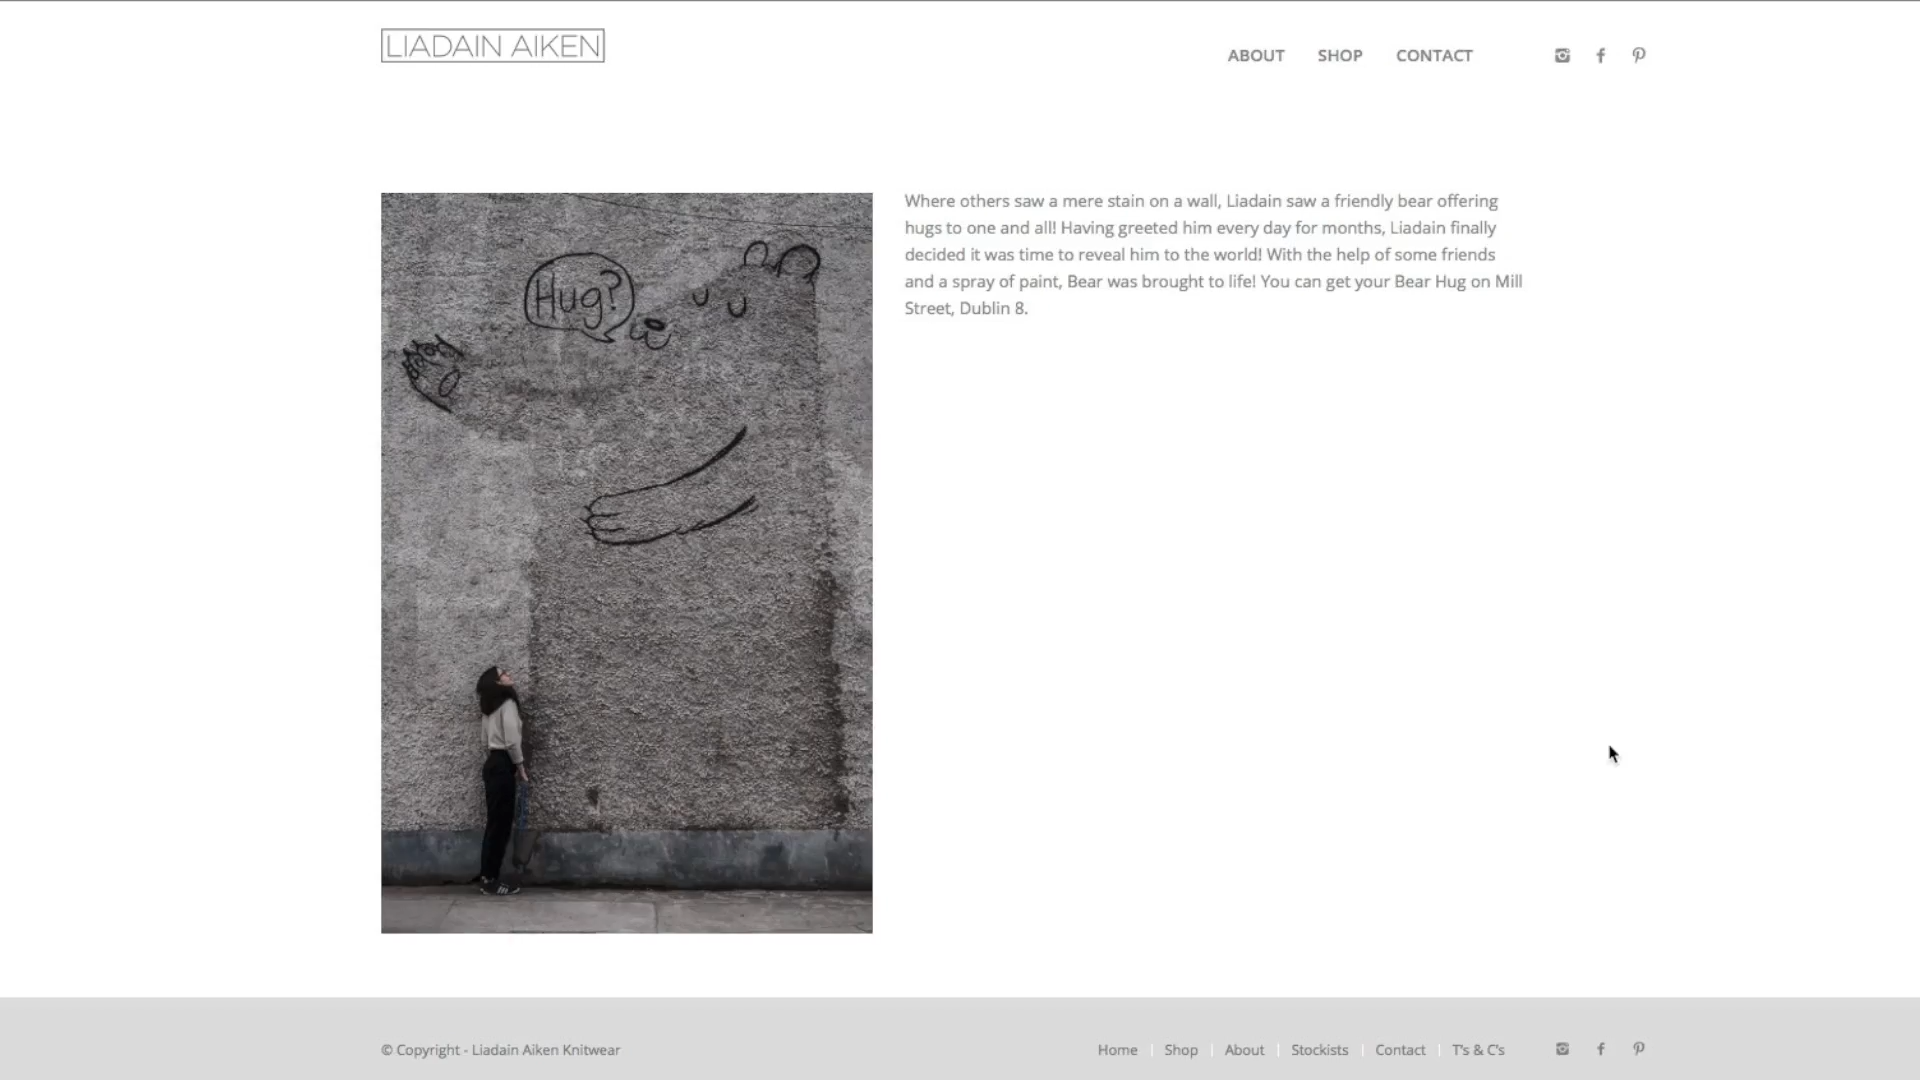 LIADAIN AIKEN
ABOUT SHOP CONTACT
Where others saw a mere stain on a wall, Liadain saw a friendly bear offering
hugs to one and all! Having greeted him every day for months, Liadain finally
decided it was time to reveal him to the world! With the help of some friends
and a spray of paint, Bear was brought to life! You can get your Bear Hug on Mill
Street, Dublin 8.
Hug?
© Copyright - Liadain Aiken Knitwear
Home Shop About Stockists Contact T's & C's